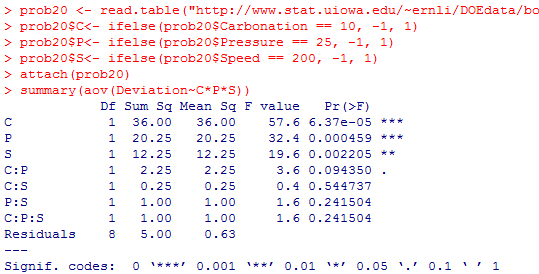 > prob20 <- read.table("http://www.stat.uiowa.edu/~ernli/DOEdata/bo
> prob20$C<- ifelse(prob20$Carbonation == 10, -1, 1)
> prob20$P<- ifelse(prob20$Pressure == 25, -1, 1)
> prob20$S<- ifelse(prob20$Speed == 200, -1, 1)
> attach(prob20)
> summary(aov(Deviation~C*P*S))
Df Sum Sq Mean Sq F value Pr(>F)
C 1 36.00 36.00 57.6 6.37e-05 ***
P 1 20.25 20.25 32.4 0.000459 ***
S 1 12.25 12.25 19.6 0.002205 **
C:P 1 2.25 2.25 3.6 0.094350 .
C:S 1 0.25 0.25 0.4 0.544737
P:S 1 1.00 1.00 1.6 0.241504
C:P:S 1 1.00 1.00 1.6 0.241504
Residuals 8 5.00 0.63
---
Signif. codes: 0 ‘***’ 0.001 ‘**’ 0.01 ‘*’ 0.05 ‘.’ 0.1 ‘ ’ 1